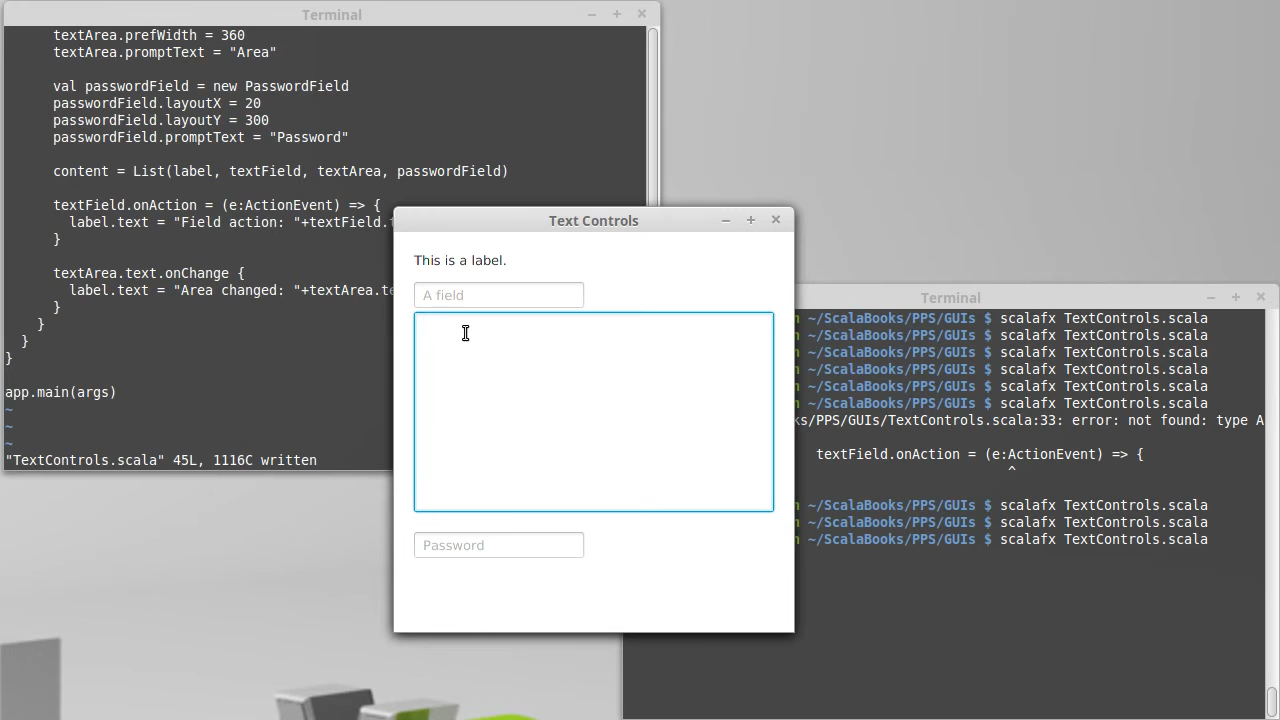 Terminal
textArea.prefWidth = 360
textArea.promptText = "Area"
val passwordField = new PasswordField
passwordField.layoutX = 20
passwordField.layoutY = 300
passwordField.promptText = "Password"
content = List(label, textField, textArea, passwordField)
textField.onAction = (e:ActionEvent) => {
label.text = "Field action: "+textField.
}
textArea.text.onChange {
label.text = "Area changed: "+textArea.te
}
}
}
}
app.main(args)
~
~
~
"TextControls.scala" 45L, 1116C written
Text Controls
This is a label.
A field
Password
Terminal
~/ScalaBooks/PPS/GUIs $ scalafx TextControls.scala
~/ScalaBooks/PPS/GUIs $ scalafx TextControls.scala
~/ScalaBooks/PPS/GUIs $ scalafx TextControls.scala
~/ScalaBooks/PPS/GUIs $ scalafx TextControls.scala
~/ScalaBooks/PPS/GUIs $ scalafx TextControls.scala
~/ScalaBooks/PPS/GUIs $ scalafx TextControls.scala
s/PPS/GUIs/TextControls.scala:33: error: not found: type A
textField.onAction = (e:ActionEvent) => {
^
~/ScalaBooks/PPS/GUIs $ scalafx TextControls.scala
~/ScalaBooks/PPS/GUIs $ scalafx TextControls.scala
~/ScalaBooks/PPS/GUIs $ scalafx TextControls.scala